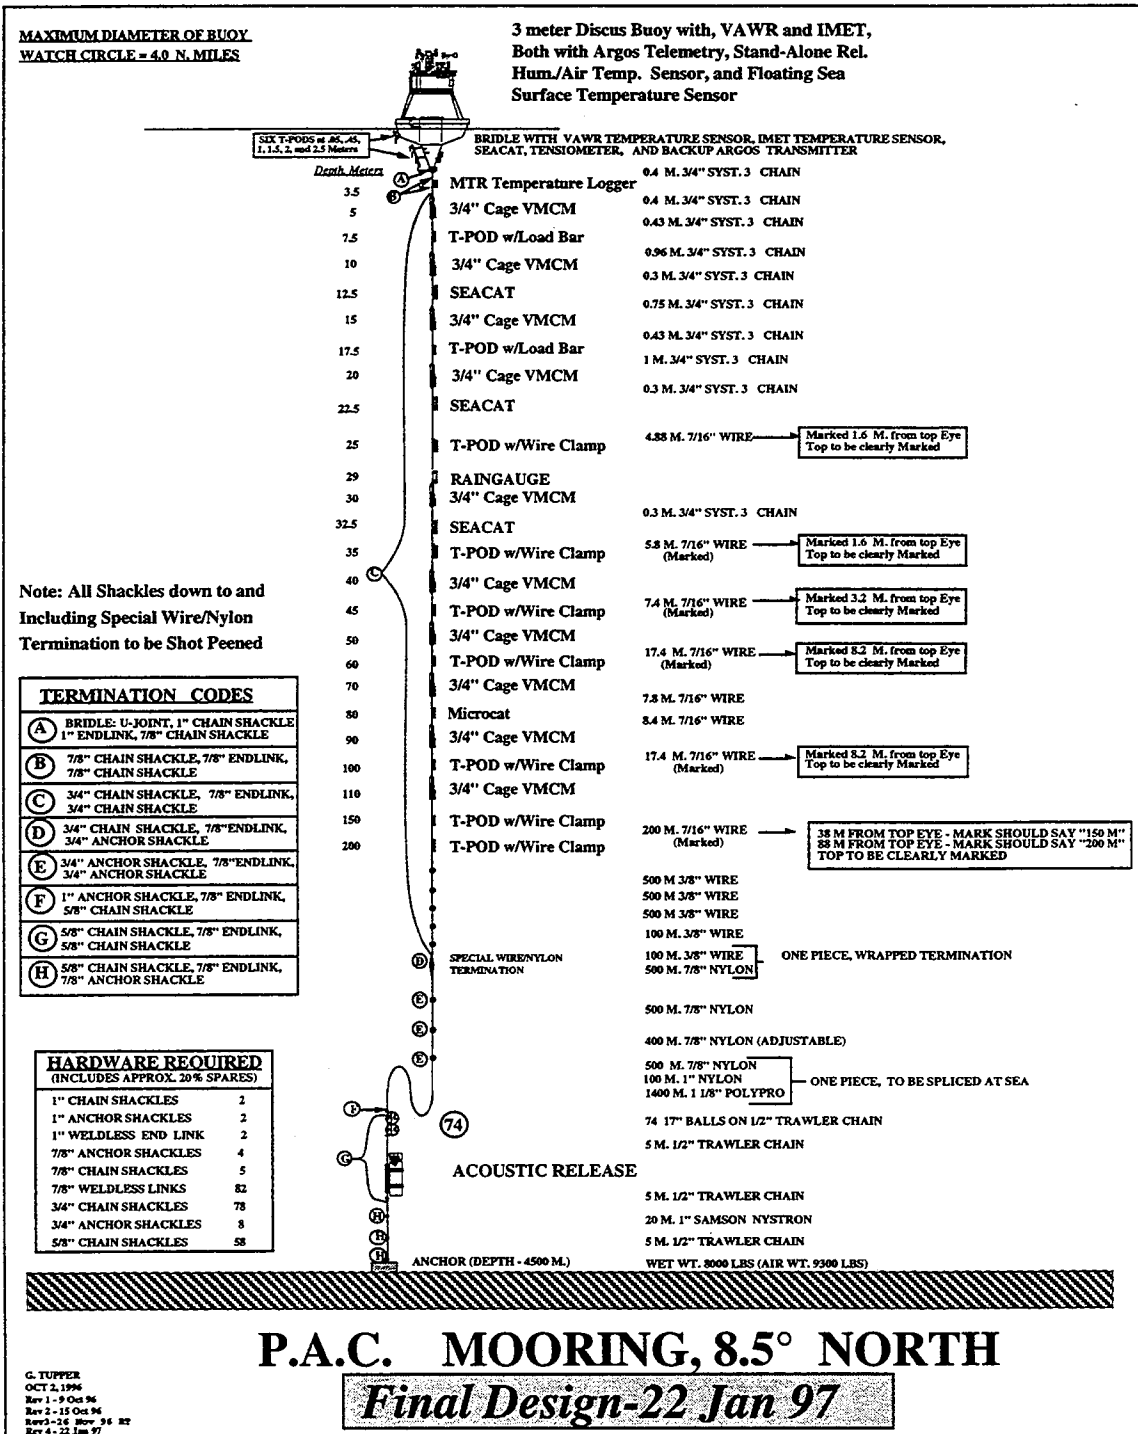 MAXIMUM DIAMETER OF BUOY
WATCH CIRCLE = 4.0 N. MILES
3 meter Discus Buoy with, VAWR and IMET,
Both with Argos Telemetry, Stand-Alone Rel.
Hum./Air Temp. Sensor, and Floating Sea
Surface Temperature Sensor
SIX T-PODS at .05, .45,
1, 1.5, 2, and 2.5 Meters
BRIDLE WITH VAWR TEMPERATURE SENSOR, IMET TEMPERATURE SENSOR,
SEACAT, TENSIOMETER, AND BACKUP ARGOS TRANSMITTER
Depth Meters
A
0.4 M. 3/4" SYST. 3 CHAIN
3.5 B MTR Temperature Logger
0.4 M. 3/4" SYST. 3 CHAIN
5 3/4" Cage VMCM
0.43 M. 3/4" SYST. 3 CHAIN
7.5 T-POD w/Load Bar
0.96 M. 3/4" SYST. 3 CHAIN
10 3/4" Cage VMCM
0.3 M. 3/4" SYST. 3 CHAIN
12.5 SEACAT
0.75 M. 3/4" SYST. 3 CHAIN
15 3/4" Cage VMCM
0.43 M. 3/4" SYST. 3 CHAIN
17.5 T-POD w/Load Bar
1 M. 3/4" SYST. 3 CHAIN
20 3/4" Cage VMCM
0.3 M. 3/4" SYST. 3 CHAIN
22.5 SEACAT
4.88 M. 7/16" WIRE
Marked 1.6 M. from top Eye
Top to be clearly Marked
25 T-POD w/Wire Clamp
29 RAINGAUGE
30 3/4" Cage VMCM
0.3 M. 3/4" SYST. 3 CHAIN
32.5 SEACAT
5.8 M. 7/16" WIRE
(Marked)
Marked 1.6 M. from top Eye
Top to be clearly Marked
35 T-POD w/Wire Clamp
C
40 3/4" Cage VMCM
7.4 M. 7/16" WIRE
(Marked)
Marked 3.2 M. from top Eye
Top to be clearly Marked
45 T-POD w/Wire Clamp
50 3/4" Cage VMCM
17.4 M. 7/16" WIRE
(Marked)
Marked 8.2 M. from top Eye
Top to be clearly Marked
60 T-POD w/Wire Clamp
70 3/4" Cage VMCM
7.8 M. 7/16" WIRE
80 Microcat
8.4 M. 7/16" WIRE
90 3/4" Cage VMCM
17.4 M. 7/16" WIRE
(Marked)
Marked 8.2 M. from top Eye
Top to be clearly Marked
100 T-POD w/Wire Clamp
110 3/4" Cage VMCM
150 T-POD w/Wire Clamp
200 M. 7/16" WIRE
(Marked)
38 M FROM TOP EYE - MARK SHOULD SAY "150 M"
88 M FROM TOP EYE - MARK SHOULD SAY "200 M"
TOP TO BE CLEARLY MARKED
200 T-POD w/Wire Clamp
500 M 3/8" WIRE
500 M 3/8" WIRE
500 M 3/8" WIRE
100 M. 3/8" WIRE
D SPECIAL WIRE/NYLON
TERMINATION
100 M. 3/8" WIRE
500 M. 7/8" NYLON
ONE PIECE, WRAPPED TERMINATION
E
500 M. 7/8" NYLON
E
400 M. 7/8" NYLON (ADJUSTABLE)
E
500 M. 7/8" NYLON
100 M. 1" NYLON
1400 M. 1 1/8" POLYPRO
ONE PIECE, TO BE SPLICED AT SEA
F
74
74 17" BALLS ON 1/2" TRAWLER CHAIN
5 M. 1/2" TRAWLER CHAIN
G
ACOUSTIC RELEASE
5 M. 1/2" TRAWLER CHAIN
H
20 M. 1" SAMSON NYSTRON
H
5 M. 1/2" TRAWLER CHAIN
H
ANCHOR (DEPTH - 4500 M.)
WET WT. 8000 LBS (AIR WT. 9300 LBS)
Note: All Shackles down to and
Including Special Wire/Nylon
Termination to be Shot Peened
TERMINATION CODES
A BRIDLE: U-JOINT, 1" CHAIN SHACKLE
1" ENDLINK, 7/8" CHAIN SHACKLE
B 7/8" CHAIN SHACKLE, 7/8" ENDLINK,
7/8" CHAIN SHACKLE
C 3/4" CHAIN SHACKLE, 7/8" ENDLINK,
3/4" CHAIN SHACKLE
D 3/4" CHAIN SHACKLE, 7/8"ENDLINK,
3/4" ANCHOR SHACKLE
E 3/4" ANCHOR SHACKLE, 7/8"ENDLINK,
3/4" ANCHOR SHACKLE
F 1" ANCHOR SHACKLE, 7/8" ENDLINK,
5/8" CHAIN SHACKLE
G 5/8" CHAIN SHACKLE, 7/8" ENDLINK,
5/8" CHAIN SHACKLE
H 5/8" CHAIN SHACKLE, 7/8" ENDLINK,
7/8" ANCHOR SHACKLE
HARDWARE REQUIRED
(INCLUDES APPROX. 20% SPARES)
1" CHAIN SHACKLES 2
1" ANCHOR SHACKLES 2
1" WELDLESS END LINK 2
7/8" ANCHOR SHACKLES 4
7/8" CHAIN SHACKLES 5
7/8" WELDLESS LINKS 82
3/4" CHAIN SHACKLES 78
3/4" ANCHOR SHACKLES 8
5/8" CHAIN SHACKLES 58
P.A.C. MOORING, 8.5° NORTH
Final Design-22 Jan 97
G. TUPPER
OCT 2, 1996
Rev 1 - 9 Oct 96
Rev 2 - 15 Oct 96
Rev3-26 Nov 96 RT
Rev 4 - 22 Jan 97